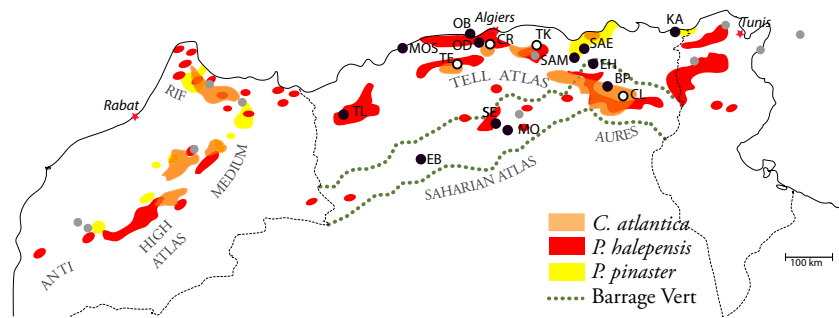 OB
Algiers
KA
Tunis
MOS
OD
CR
TK
SAE
TE
SAM
EH
TELL ATLAS
BP
CL
RIF
Rabat
TL
SE
MO
AURES
MEDIUM
EB
SAHARIAN ATLAS
HIGH
ATLAS
ANTI
C. atlantica
P. halepensis
P. pinaster
Barrage Vert
100 km